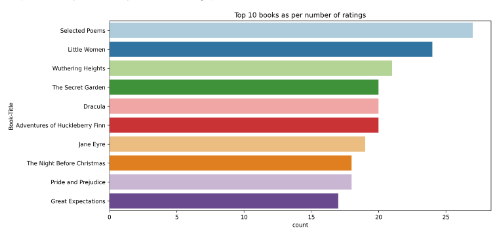 Top 10 books as per number of ratings
Book-Title
Selected Poems
Little Women
Wuthering Heights
The Secret Garden
Dracula
Adventures of Huckleberry Finn
Jane Eyre
The Night Before Christmas
Pride and Prejudice
Great Expectations
0 5 10 15 20 25
count